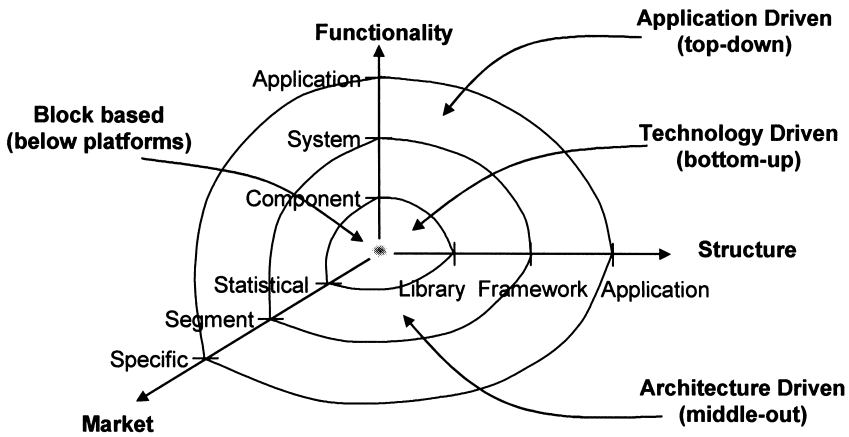 Functionality
Application Driven
(top-down)
Application
Block based
(below platforms)
System
Technology Driven
(bottom-up)
Component
Structure
Statistical
Library
Framework
Application
Segment
Specific
Architecture Driven
(middle-out)
Market